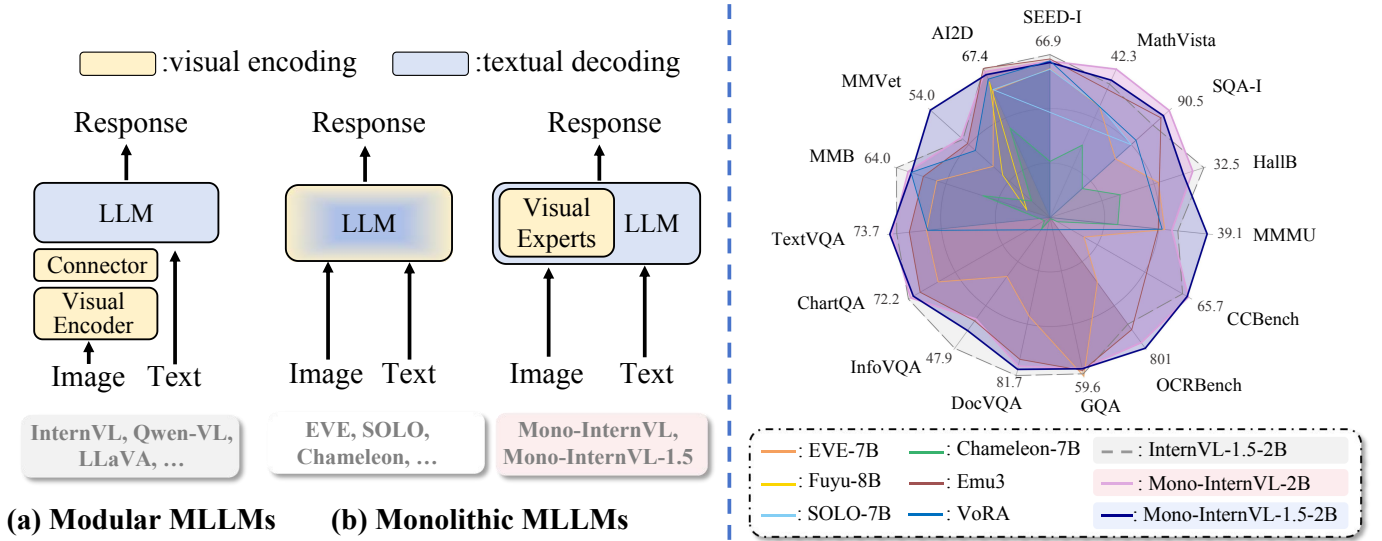 :visual encoding
:textual decoding
Response
LLM
Connector
Visual
Encoder
Image
Text
InternVL, Qwen-VL,
LLaVA, …
(a) Modular MLLMs
Response
LLM
Image
Text
EVE, SOLO,
Chameleon, …
Response
Visual
Experts
LLM
Image
Text
Mono-InternVL,
Mono-InternVL-1.5
(b) Monolithic MLLMs
SEED-I
66.9
MathVista
42.3
SQA-I
90.5
HallB
32.5
MMMU
39.1
CCBench
65.7
OCRBench
801
GQA
59.6
DocVQA
81.7
InfoVQA
47.9
ChartQA
72.2
TextVQA
73.7
MMB
64.0
MMVet
54.0
AI2D
67.4
: EVE-7B
: Fuyu-8B
: SOLO-7B
: Chameleon-7B
: Emu3
: VoRA
: InternVL-1.5-2B
: Mono-InternVL-2B
: Mono-InternVL-1.5-2B